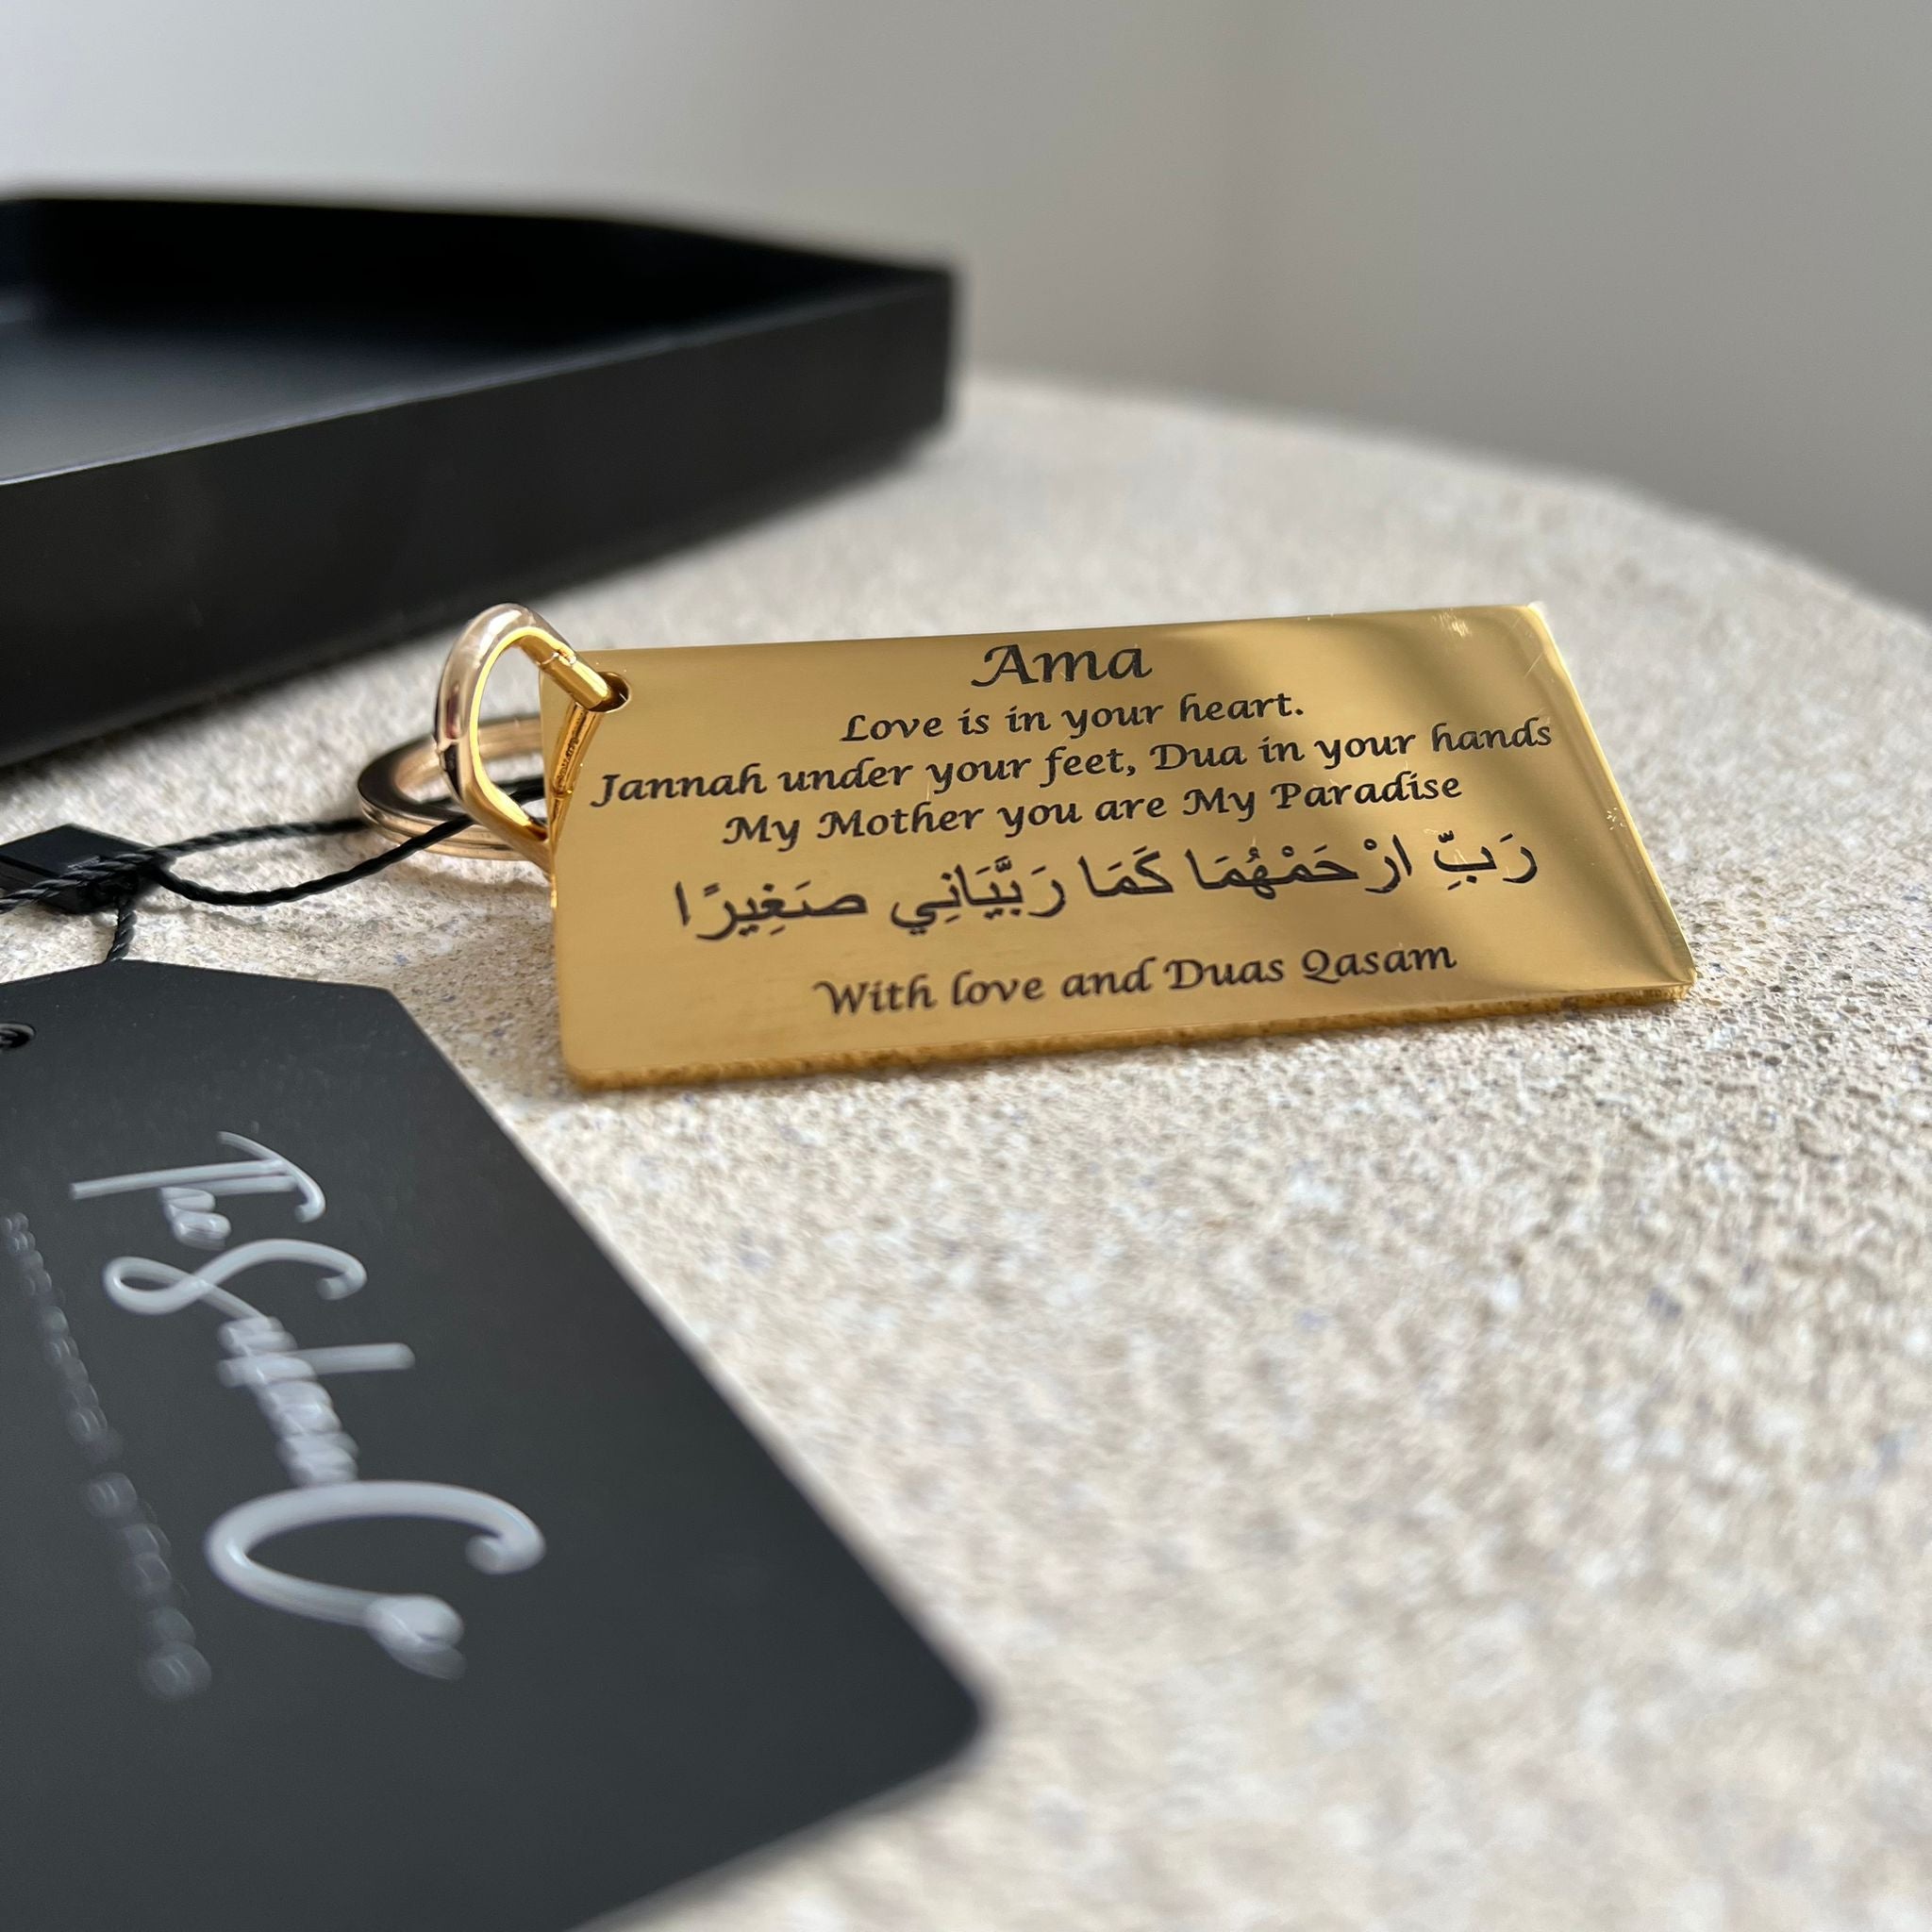 Ama
Love is in your heart.
Jannah under your feet, Dua in your hands
My Mother you are My Paradise
رَبِّ ارْحَمْهُمَا كَمَا رَبَّيَانِي صَغِيرًا
With love and Duas Qasam
The
C